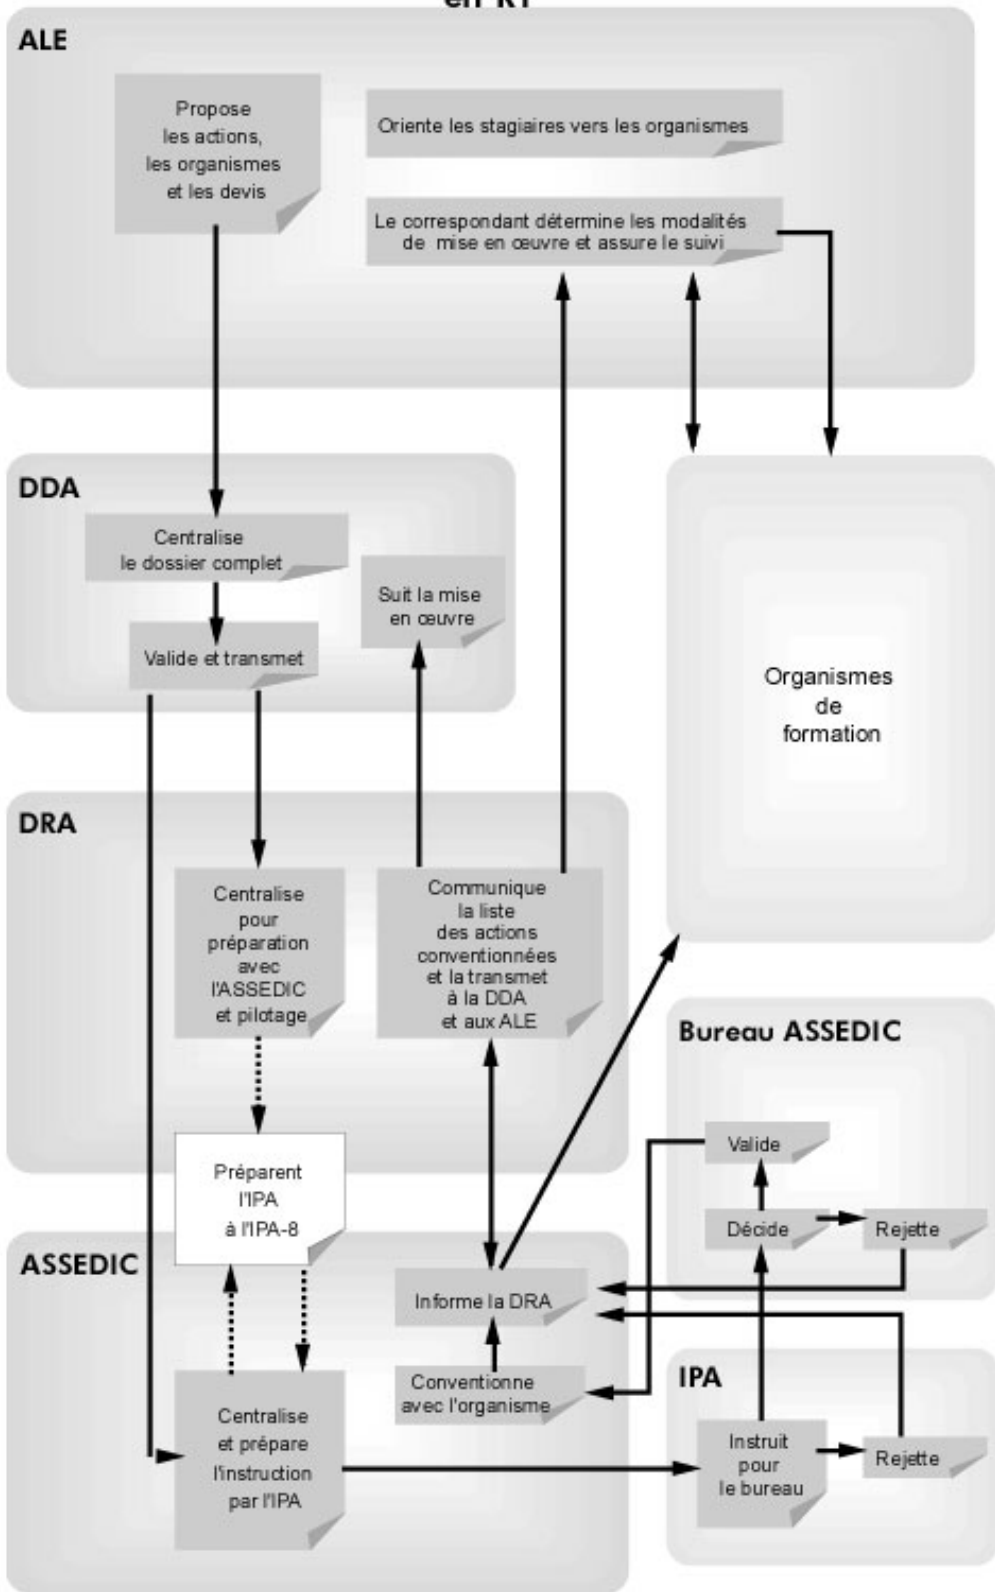 en RT
ALE
Propose
les actions,
les organismes
et les devis
Oriente les stagiaires vers les organismes
Le correspondant détermine les modalités
de mise en œuvre et assure le suivi
DDA
Centralise
le dossier complet
Suit la mise
en œuvre
Valide et transmet
Organismes
de
formation
DRA
Centralise
pour
préparation
avec
l'ASSEDIC
et pilotage
Communique
la liste
des actions
conventionnées
et la transmet
à la DDA
et aux ALE
Bureau ASSEDIC
Valide
Décide
Rejette
Préparent
l'IPA
à l'IPA-8
ASSEDIC
Informe la DRA
Conventionne
avec l'organisme
Centralise
et prépare
l'instruction
par l'IPA
IPA
Instruit
pour
le bureau
Rejette